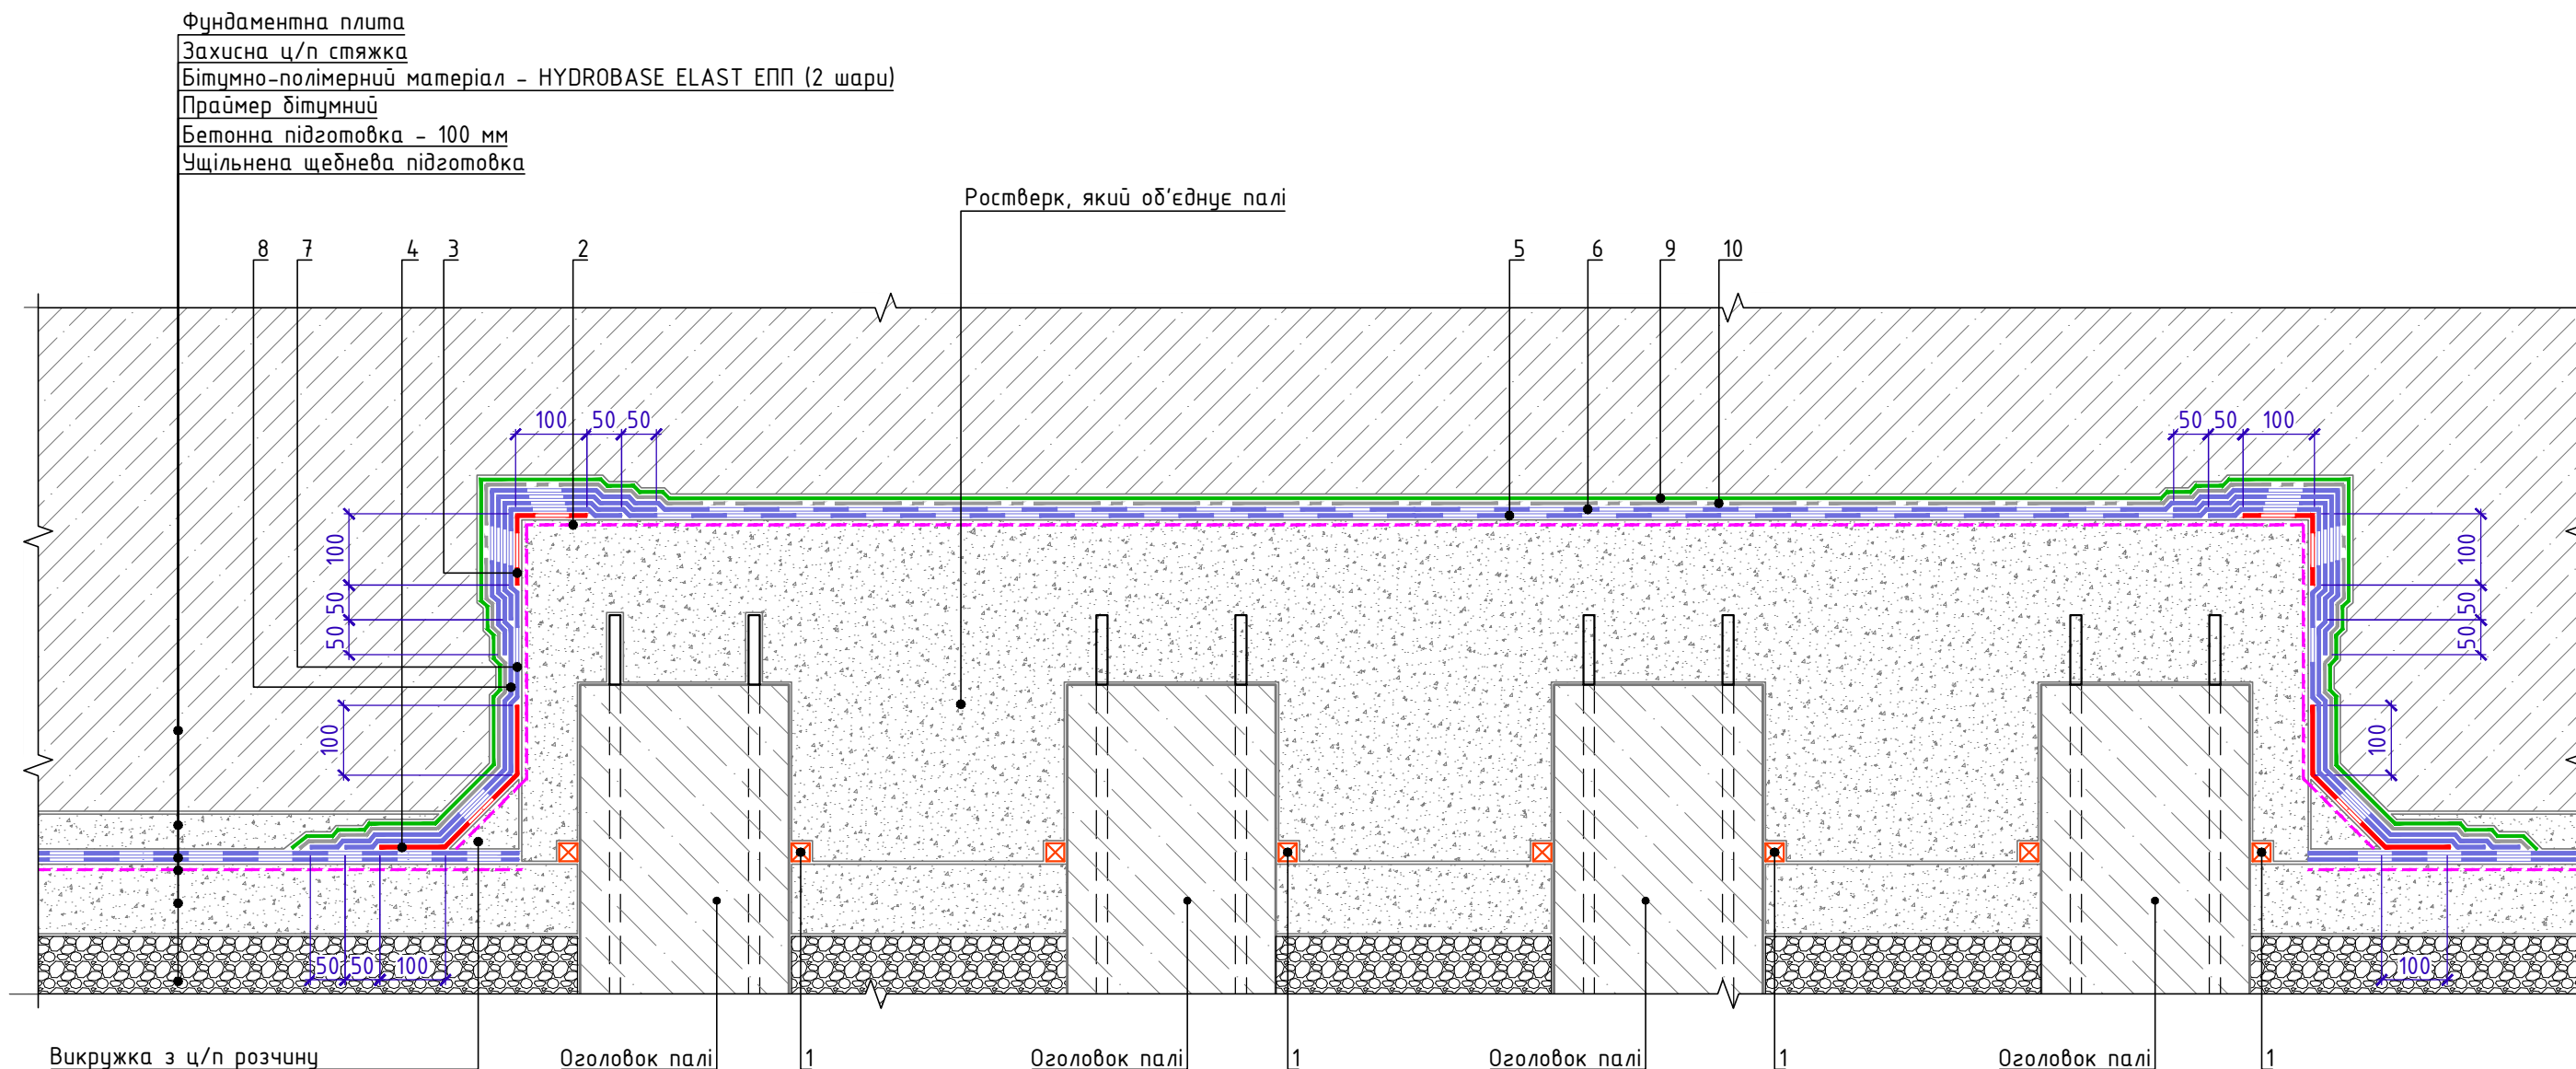 Фундаментна плита
Захисна ц/п стяжка
Бітумно-полімерний матеріал - HYDROBASE ELAST ЕПП (2 шари)
Праймер бітумний
Бетонна підготовка - 100 мм
Ущільнена щебнева підготовка
Ростверк, який об'єднує палі
8 7 4 3 2 5 6 9 10
100 50 50 50 50 100
100 100
50 50
50 50
100 100
50 50 100 100
Викружка з ц/п розчину Оголовок палі 1 Оголовок палі 1 Оголовок палі 1 Оголовок палі 1